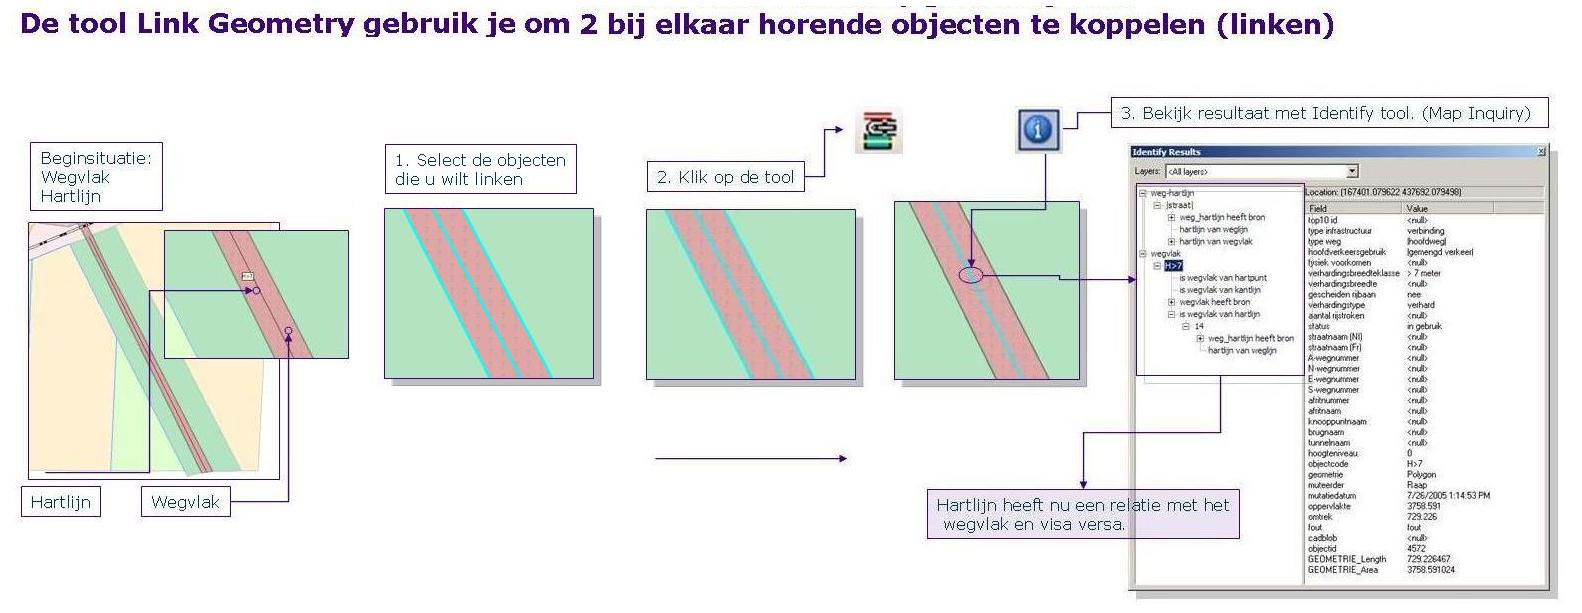 De tool Link Geometry gebruik je om 2 bij elkaar horende objecten te koppelen (linken)
Beginsituatie:
Wegvlak
Hartlijn
1. Select de objecten
die u wilt linken
2. Klik op de tool
3. Bekijk resultaat met Identify tool. (Map Inquiry)
H>7
Hartlijn
Wegvlak
Hartlijn heeft nu een relatie met het
wegvlak en visa versa.
Identify Results
Layers: <All layers>
weg-hartlijn
|straat|
weg_hartlijn heeft bron
hartlijn van weglijn
hartlijn van wegvlak
wegvlak
H>7
is wegvlak van hartpunt
is wegvlak van kantlijn
wegvlak heeft bron
is wegvlak van hartlijn
14
weg_hartlijn heeft bron
hartlijn van weglijn
Location: (167401.079622 437692.079498)
Field Value
top10 id <null>
type infrastructuur verbinding
type weg |hoofdweg|
hoofdverkeersgebruik |gemengd verkeer|
fysiek voorkomen <null>
verhardingsbreedteklasse > 7 meter
verhardingsbreedte <null>
gescheiden rijbaan nee
verhardingstype verhard
aantal rijstroken <null>
status in gebruik
straatnaam (Nl) <null>
straatnaam (Fr) <null>
A-wegnummer <null>
N-wegnummer <null>
E-wegnummer <null>
S-wegnummer <null>
afritnummer <null>
afritnaam <null>
knooppuntnaam <null>
brugnaam <null>
tunnelnaam <null>
hoogteniveau 0
objectcode H>7
geometrie Polygon
muteerder Raap
mutatiedatum 7/26/2005 1:14:53 PM
oppervlakte 3758.591
omtrek 729.226
fout fout
cadblob <null>
objectid 4572
GEOMETRIE_Length 729.226467
GEOMETRIE_Area 3758.591024